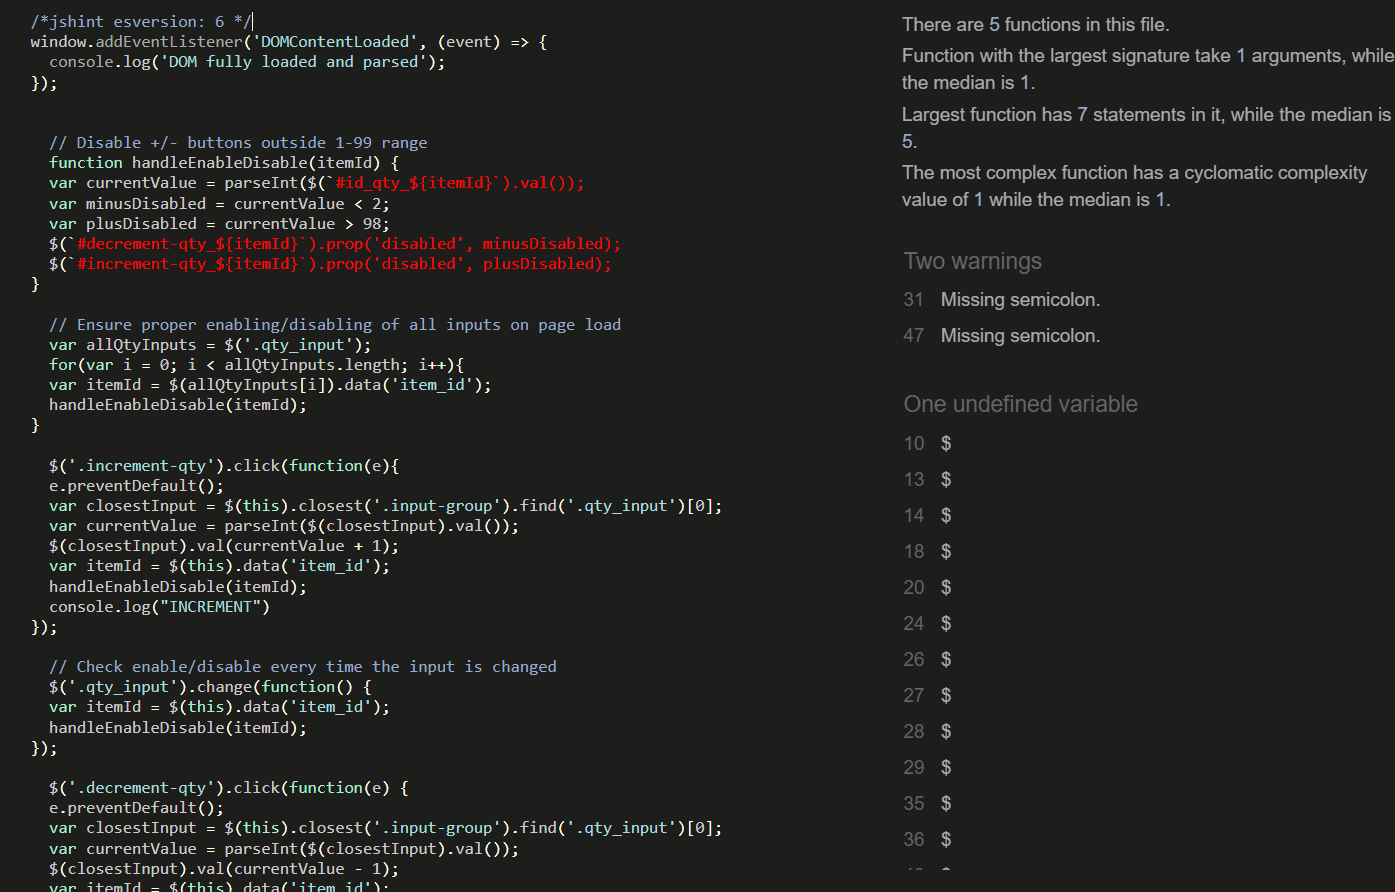 /*jshint esversion: 6 */
window.addEventListener('DOMContentLoaded', (event) => {
  console.log('DOM fully loaded and parsed');
});
  // Disable +/- buttons outside 1-99 range
  function handleEnableDisable(itemId) {
  var currentValue = parseInt($(`#id_qty_${itemId}`).val());
  var minusDisabled = currentValue < 2;
  var plusDisabled = currentValue > 98;
  $(`#decrement-qty_${itemId}`).prop('disabled', minusDisabled);
  $(`#increment-qty_${itemId}`).prop('disabled', plusDisabled);
}
  // Ensure proper enabling/disabling of all inputs on page load
  var allQtyInputs = $('.qty_input');
  for(var i = 0; i < allQtyInputs.length; i++){
  var itemId = $(allQtyInputs[i]).data('item_id');
  handleEnableDisable(itemId);
}
  $('.increment-qty').click(function(e){
  e.preventDefault();
  var closestInput = $(this).closest('.input-group').find('.qty_input')[0];
  var currentValue = parseInt($(closestInput).val());
  $(closestInput).val(currentValue + 1);
  var itemId = $(this).data('item_id');
  handleEnableDisable(itemId);
  console.log("INCREMENT")
});
  // Check enable/disable every time the input is changed
  $('.qty_input').change(function() {
  var itemId = $(this).data('item_id');
  handleEnableDisable(itemId);
});
  $('.decrement-qty').click(function(e) {
  e.preventDefault();
  var closestInput = $(this).closest('.input-group').find('.qty_input')[0];
  var currentValue = parseInt($(closestInput).val());
  $(closestInput).val(currentValue - 1);
  var itemId = $(this).data('item_id');
There are 5 functions in this file.
Function with the largest signature take 1 arguments, while
the median is 1.
Largest function has 7 statements in it, while the median is
5.
The most complex function has a cyclomatic complexity
value of 1 while the median is 1.
Two warnings
31 Missing semicolon.
47 Missing semicolon.
One undefined variable
10 $
13 $
14 $
18 $
20 $
24 $
26 $
27 $
28 $
29 $
35 $
36 $